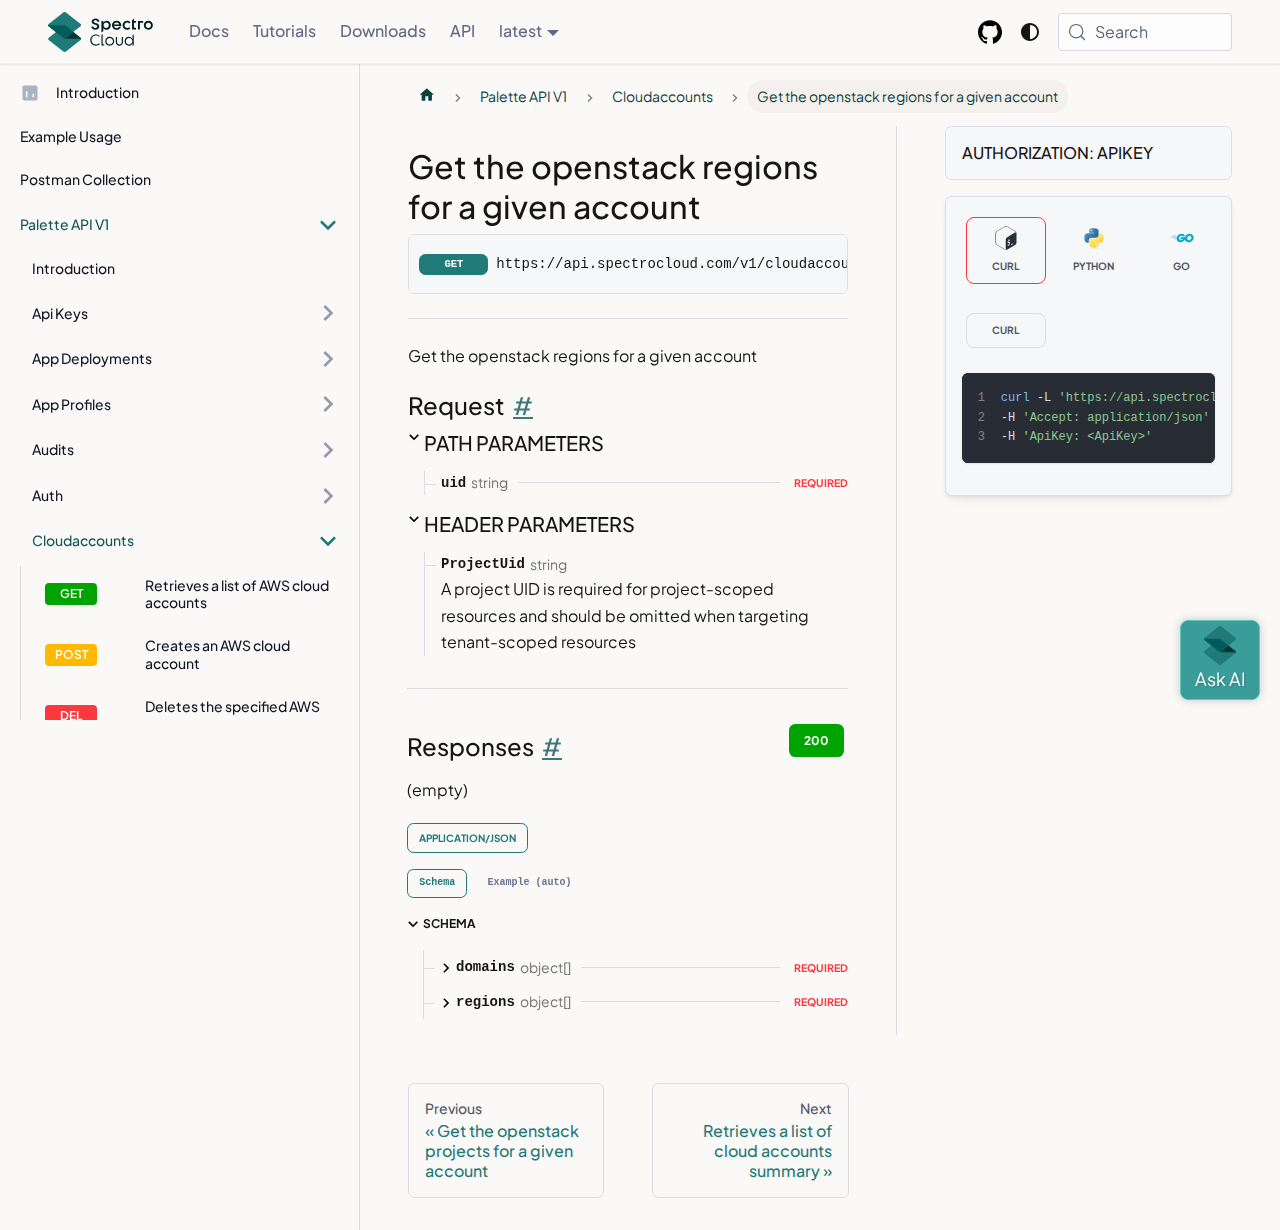 Spectro
Cloud
Docs
Tutorials
Downloads
API
latest
Search
Introduction
Example Usage
Postman Collection
Palette API V1
Introduction
Api Keys
App Deployments
App Profiles
Audits
Auth
Cloudaccounts
GET
Retrieves a list of AWS cloud
accounts
POST
Creates an AWS cloud
account
DEL
Deletes the specified AWS
Palette API V1
Cloudaccounts
Get the openstack regions for a given account
Get the openstack regions
for a given account
GET
https://api.spectrocloud.com/v1/cloudaccou
Get the openstack regions for a given account
Request #
PATH PARAMETERS
uid string
REQUIRED
HEADER PARAMETERS
ProjectUid string
A project UID is required for project-scoped
resources and should be omitted when targeting
tenant-scoped resources
Responses #
200
(empty)
APPLICATION/JSON
Schema
Example (auto)
SCHEMA
domains object[]
REQUIRED
regions object[]
REQUIRED
Previous
« Get the openstack
projects for a given
account
Next
Retrieves a list of
cloud accounts
summary »
AUTHORIZATION: APIKEY
CURL
PYTHON
GO
CURL
1 curl -L 'https://api.spectrocl
2 -H 'Accept: application/json'
3 -H 'ApiKey: <ApiKey>'
Ask AI